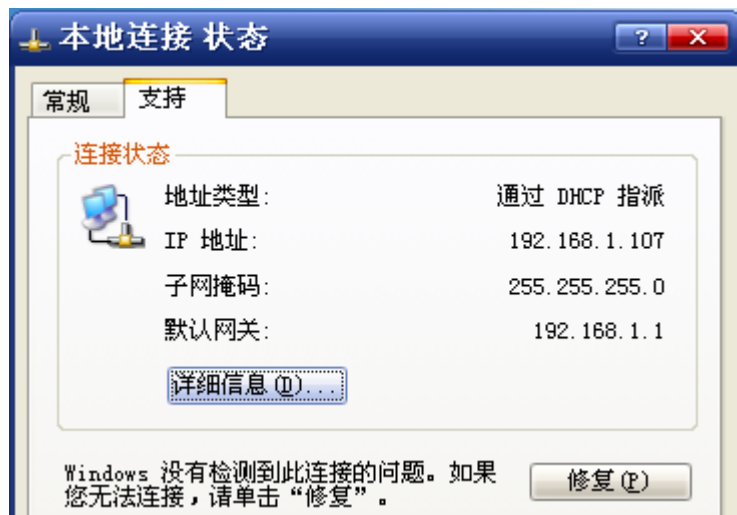 本地连接 状态
常规 支持
连接状态
地址类型: 通过 DHCP 指派
IP 地址: 192.168.1.107
子网掩码: 255.255.255.0
默认网关: 192.168.1.1
详细信息(D)...
Windows 没有检测到此连接的问题。如果
您无法连接，请单击“修复”。
修复(P)